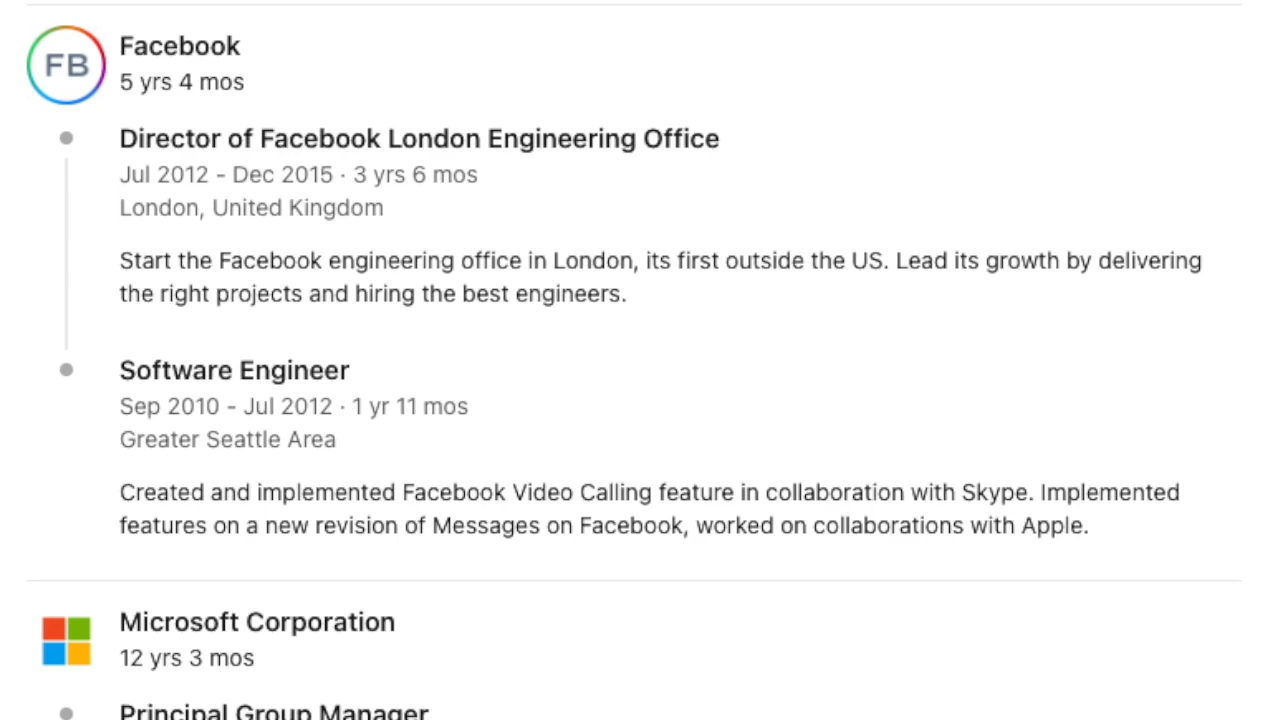 FB
Facebook
5 yrs 4 mos
Director of Facebook London Engineering Office
Jul 2012 - Dec 2015 · 3 yrs 6 mos
London, United Kingdom
Start the Facebook engineering office in London, its first outside the US. Lead its growth by delivering
the right projects and hiring the best engineers.
Software Engineer
Sep 2010 - Jul 2012 · 1 yr 11 mos
Greater Seattle Area
Created and implemented Facebook Video Calling feature in collaboration with Skype. Implemented
features on a new revision of Messages on Facebook, worked on collaborations with Apple.
Microsoft Corporation
12 yrs 3 mos
Principal Group Manager